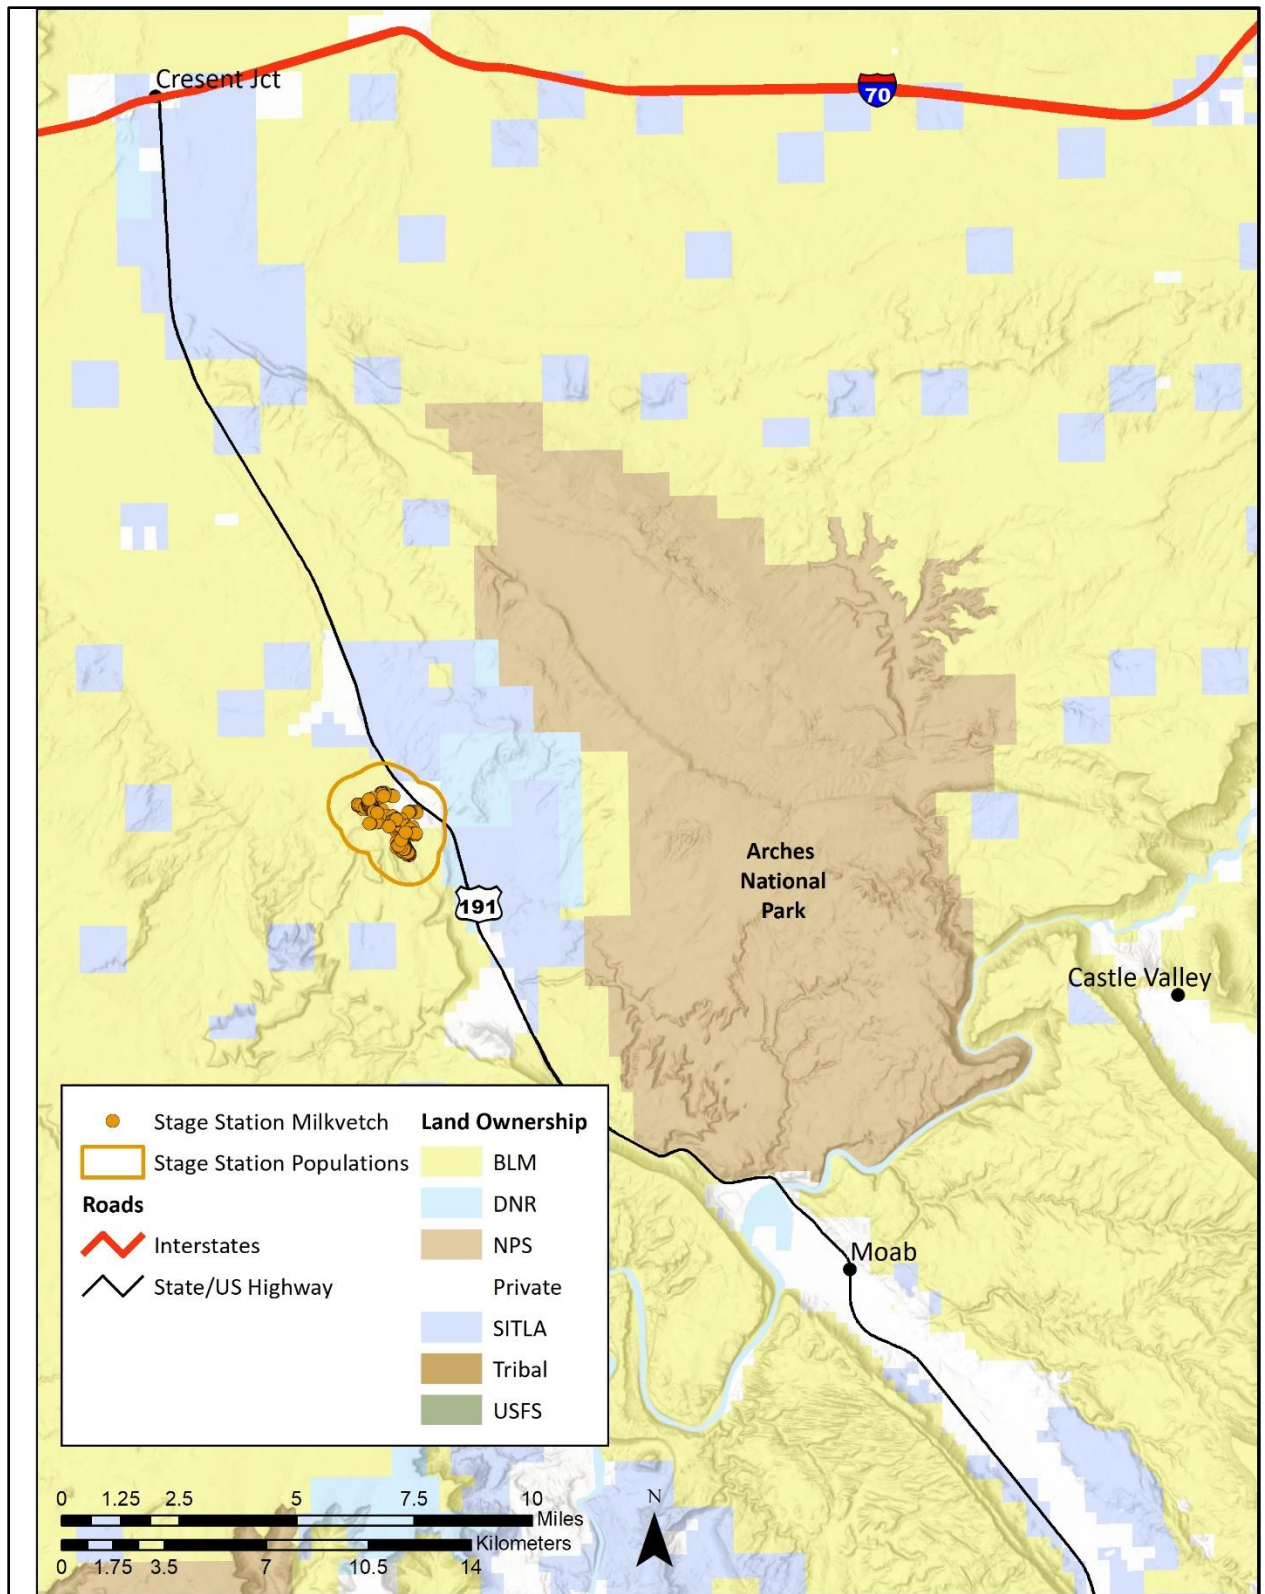 Cresent Jct
70
191
Arches
National
Park
Castle Valley
Moab
Stage Station Milkvetch
Stage Station Populations
Roads
Interstates
State/US Highway
Land Ownership
BLM
DNR
NPS
Private
SITLA
Tribal
USFS
0 1.25 2.5 5 7.5 10
Miles
Kilometers
0 1.75 3.5 7 10.5 14
N